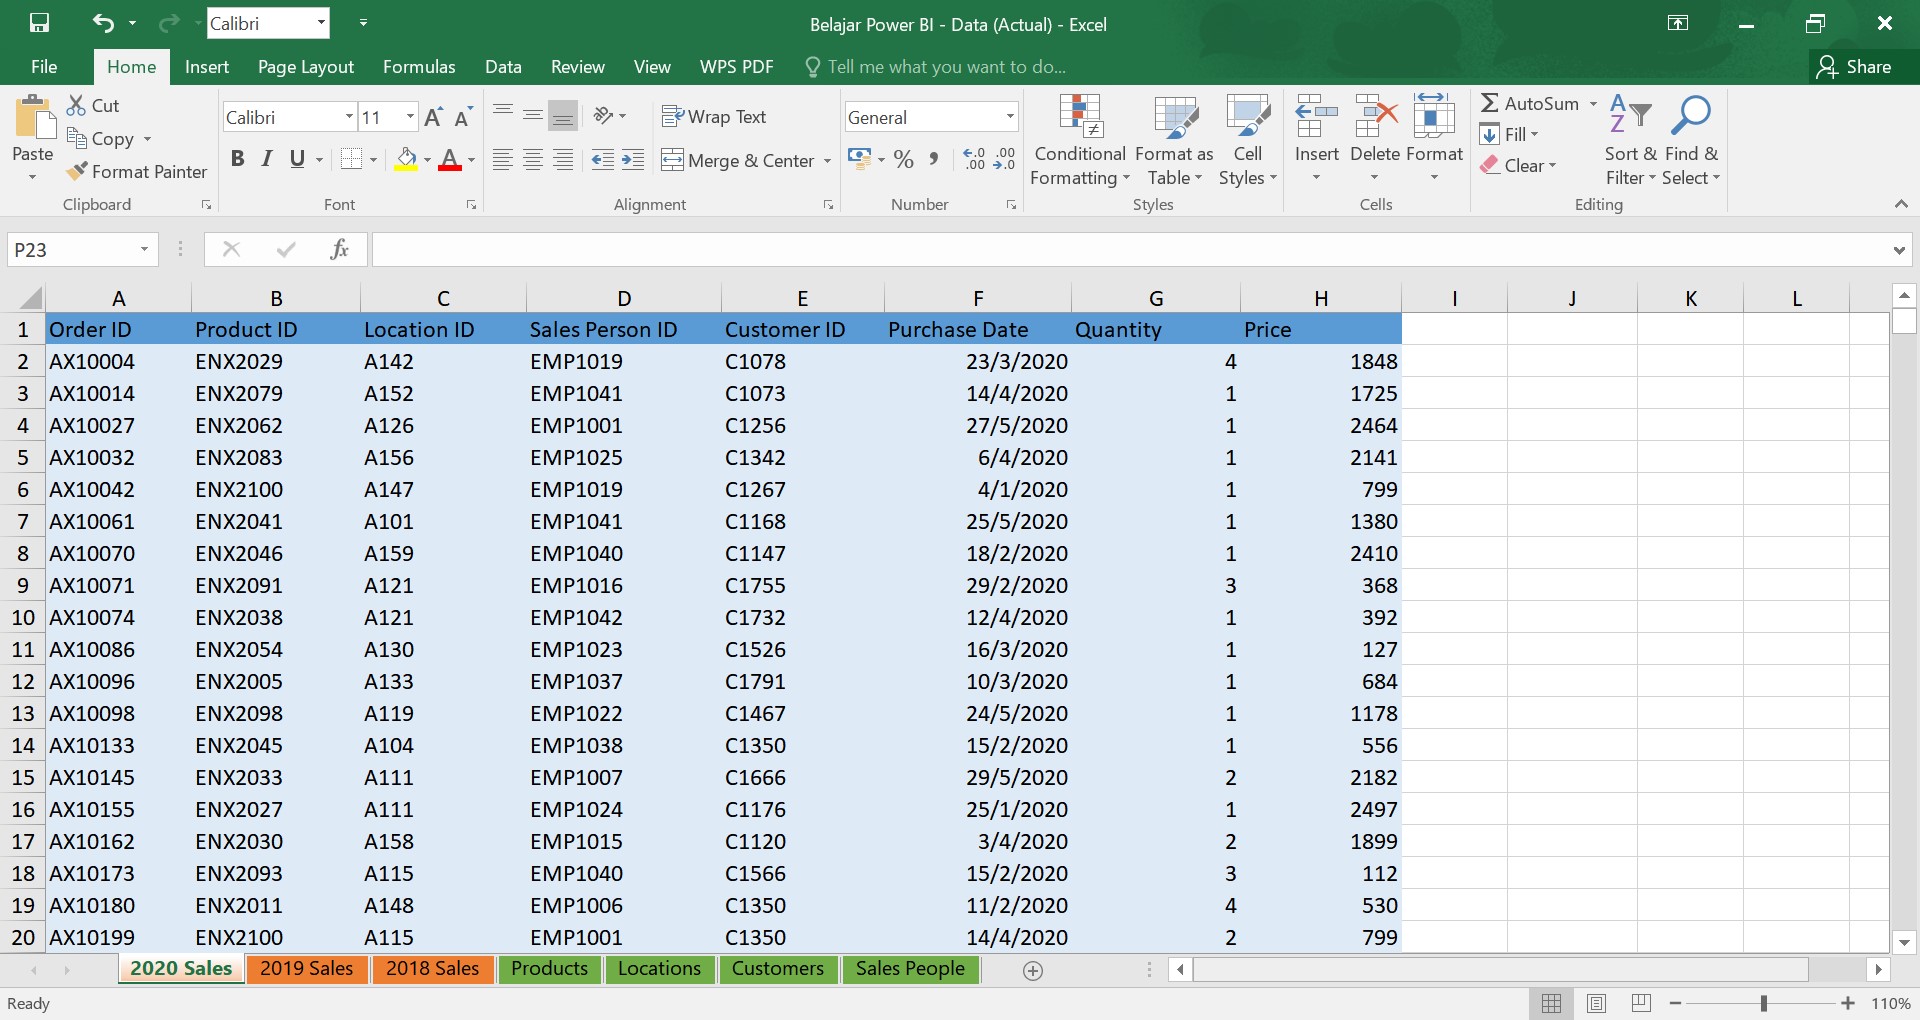 Calibri
Belajar Power BI - Data (Actual) - Excel
File Home Insert Page Layout Formulas Data Review View WPS PDF Tell me what you want to do... Share
Paste
Cut
Copy
Format Painter
Clipboard
Calibri 11 A A
B I U A
Font
Wrap Text
Merge & Center
Alignment
General
% , .0 .00 .00 .0
Number
Conditional Formatting
Format as Table
Cell Styles
Styles
Insert Delete Format
Cells
AutoSum
Fill
Clear
A Z
Sort & Filter
Find & Select
Editing
P23 fx
A B C D E F G H I J K L
1 Order ID Product ID Location ID Sales Person ID Customer ID Purchase Date Quantity Price
2 AX10004 ENX2029 A142 EMP1019 C1078 23/3/2020 4 1848
3 AX10014 ENX2079 A152 EMP1041 C1073 14/4/2020 1 1725
4 AX10027 ENX2062 A126 EMP1001 C1256 27/5/2020 1 2464
5 AX10032 ENX2083 A156 EMP1025 C1342 6/4/2020 1 2141
6 AX10042 ENX2100 A147 EMP1019 C1267 4/1/2020 1 799
7 AX10061 ENX2041 A101 EMP1041 C1168 25/5/2020 1 1380
8 AX10070 ENX2046 A159 EMP1040 C1147 18/2/2020 1 2410
9 AX10071 ENX2091 A121 EMP1016 C1755 29/2/2020 3 368
10 AX10074 ENX2038 A121 EMP1042 C1732 12/4/2020 1 392
11 AX10086 ENX2054 A130 EMP1023 C1526 16/3/2020 1 127
12 AX10096 ENX2005 A133 EMP1037 C1791 10/3/2020 1 684
13 AX10098 ENX2098 A119 EMP1022 C1467 24/5/2020 1 1178
14 AX10133 ENX2045 A104 EMP1038 C1350 15/2/2020 1 556
15 AX10145 ENX2033 A111 EMP1007 C1666 29/5/2020 2 2182
16 AX10155 ENX2027 A111 EMP1024 C1176 25/1/2020 1 2497
17 AX10162 ENX2030 A158 EMP1015 C1120 3/4/2020 2 1899
18 AX10173 ENX2093 A115 EMP1040 C1566 15/2/2020 3 112
19 AX10180 ENX2011 A148 EMP1006 C1350 11/2/2020 4 530
20 AX10199 ENX2100 A115 EMP1001 C1350 14/4/2020 2 799
2020 Sales 2019 Sales 2018 Sales Products Locations Customers Sales People
Ready 110%